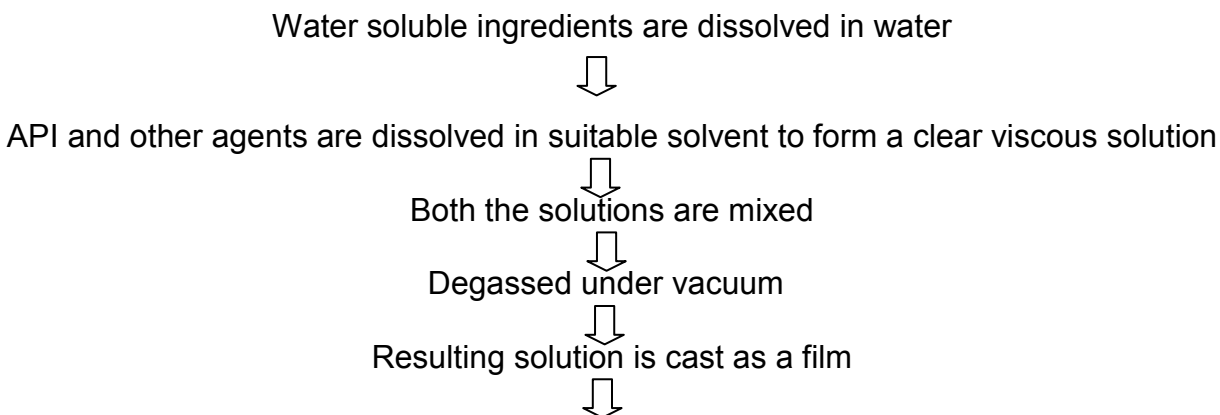 Water soluble ingredients are dissolved in water
API and other agents are dissolved in suitable solvent to form a clear viscous solution
Both the solutions are mixed
Degassed under vacuum
Resulting solution is cast as a film